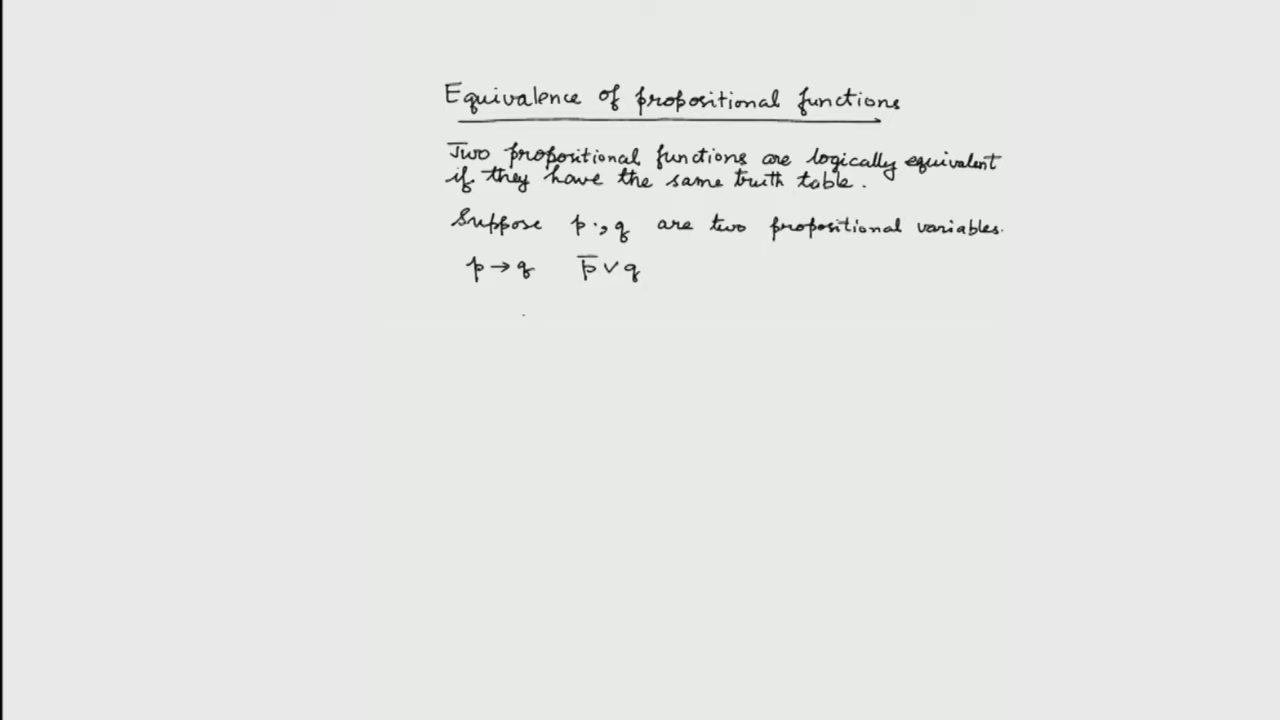 Equivalence of propositional functions
Two propositional functions are logically equivalent
if they have the same truth table.
Suppose p, q are two propositional variables.
p → q p̅ ∨ q